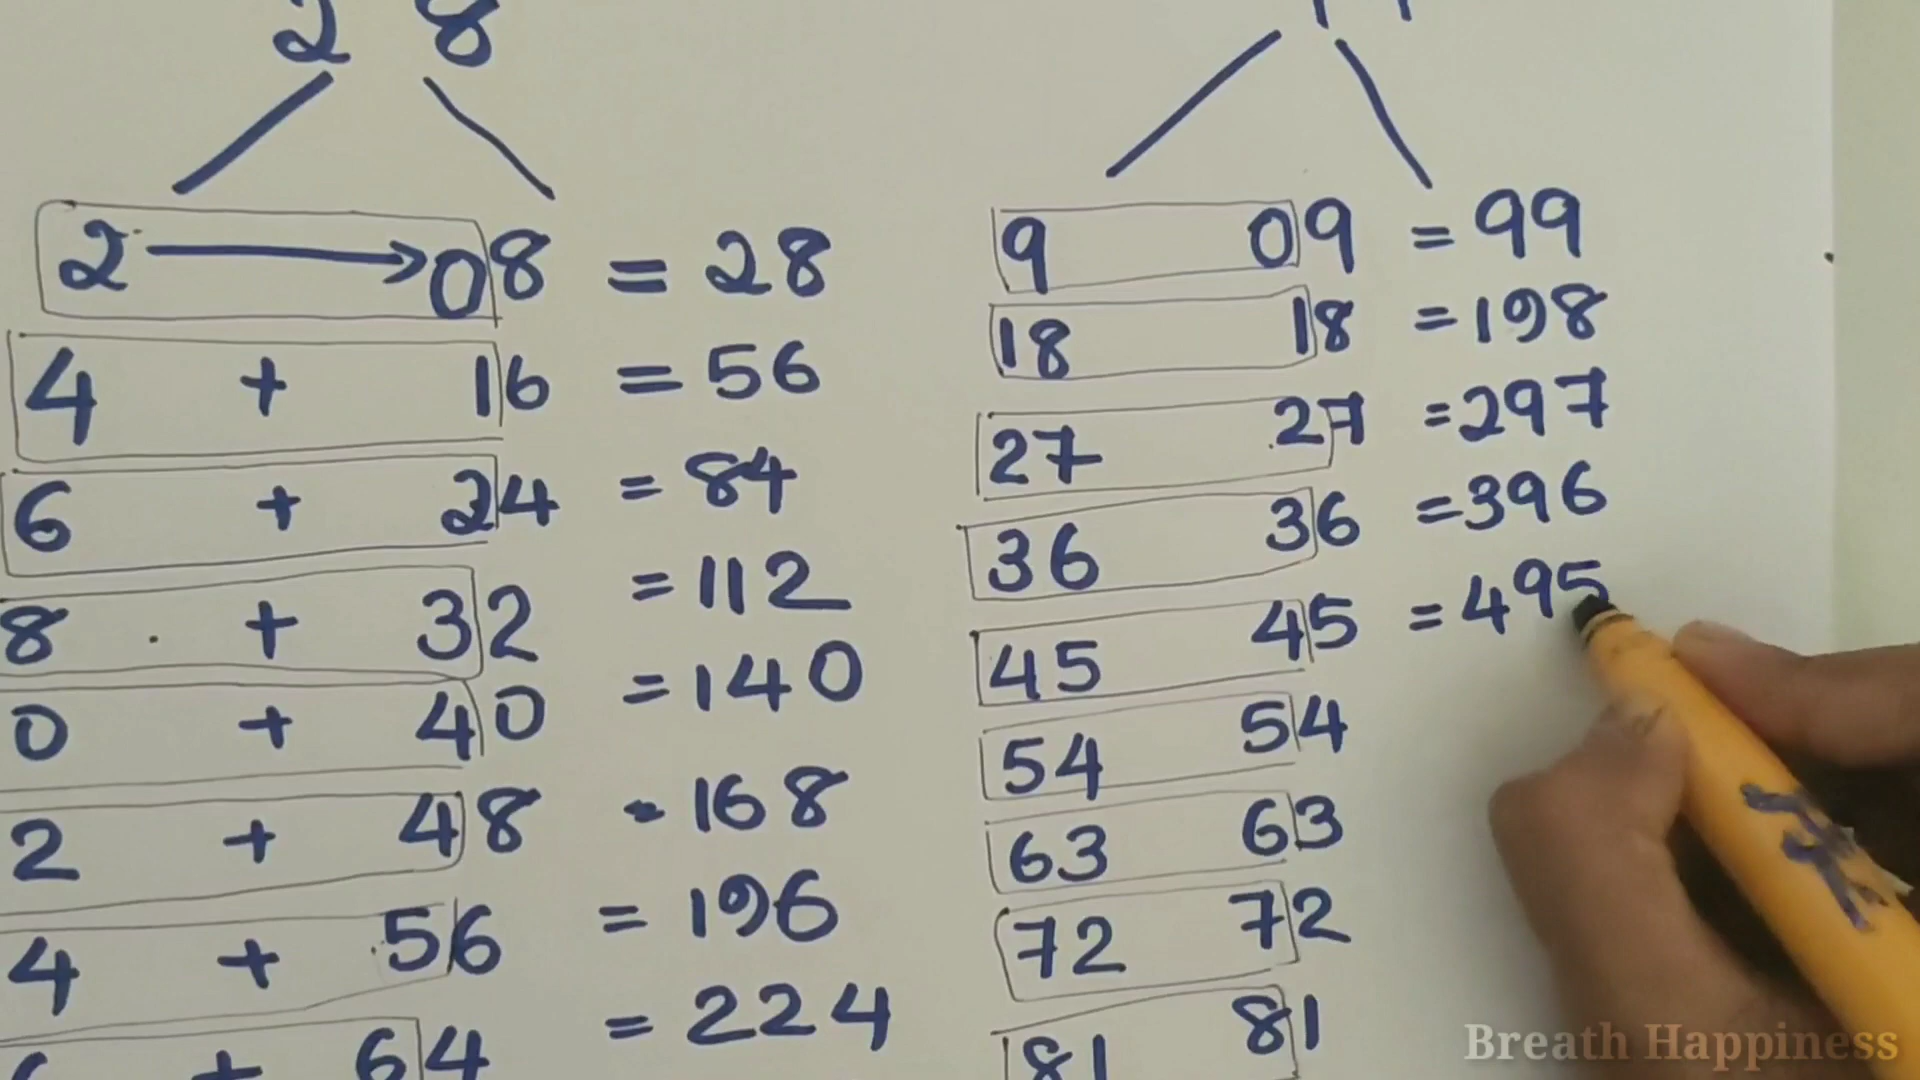 2 8
2 → 08 = 28
4 + 16 = 56
6 + 24 = 84
8 + 32 = 112
0 + 40 = 140
2 + 48 = 168
4 + 56 = 196
+ 64 = 224
9 09 = 99
18 18 = 198
27 27 = 297
36 36 = 396
45 45 = 495
54 54
63 63
72 72
81 81
Breath Happiness